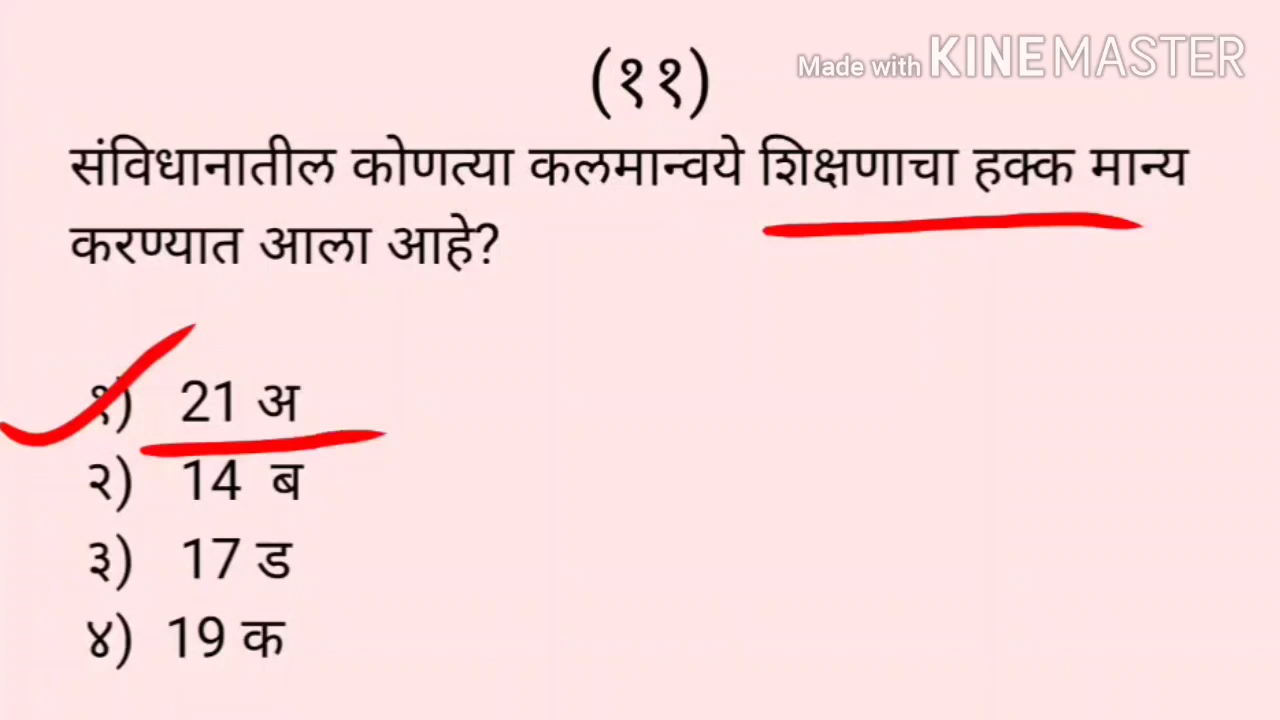 (११)
Made with KINEMASTER
संविधानातील कोणत्या कलमान्वये शिक्षणाचा हक्क मान्य
करण्यात आला आहे?
१) 21 अ
२) 14 ब
३) 17 ड
४) 19 क